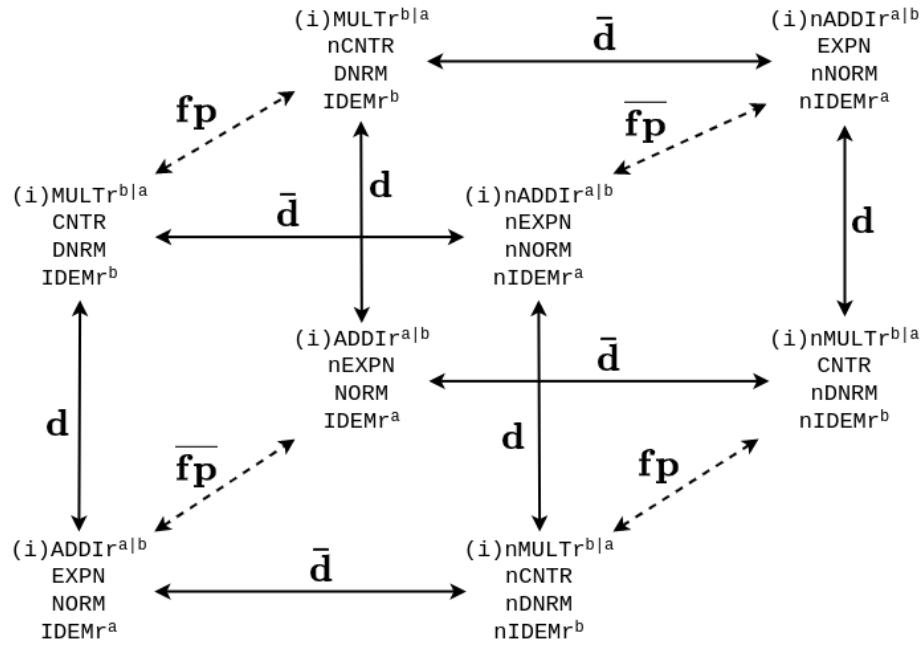 (i)MULTr^{b|a}
nCNTR
DNRM
IDEMr^{b}
d̄
(i)nADDIr^{a|b}
EXPN
nNORM
nIDEMr^{a}
fp
f̅p̅
d
(i)MULTr^{b|a}
CNTR
DNRM
IDEMr^{b}
d̄
(i)nADDIr^{a|b}
nEXPN
nNORM
nIDEMr^{a}
d
(i)ADDIr^{a|b}
nEXPN
NORM
IDEMr^{a}
d̄
(i)nMULTr^{b|a}
CNTR
nDNRM
nIDEMr^{b}
d
d
f̅p̅
fp
(i)ADDIr^{a|b}
EXPN
NORM
IDEMr^{a}
d̄
(i)nMULTr^{b|a}
nCNTR
nDNRM
nIDEMr^{b}